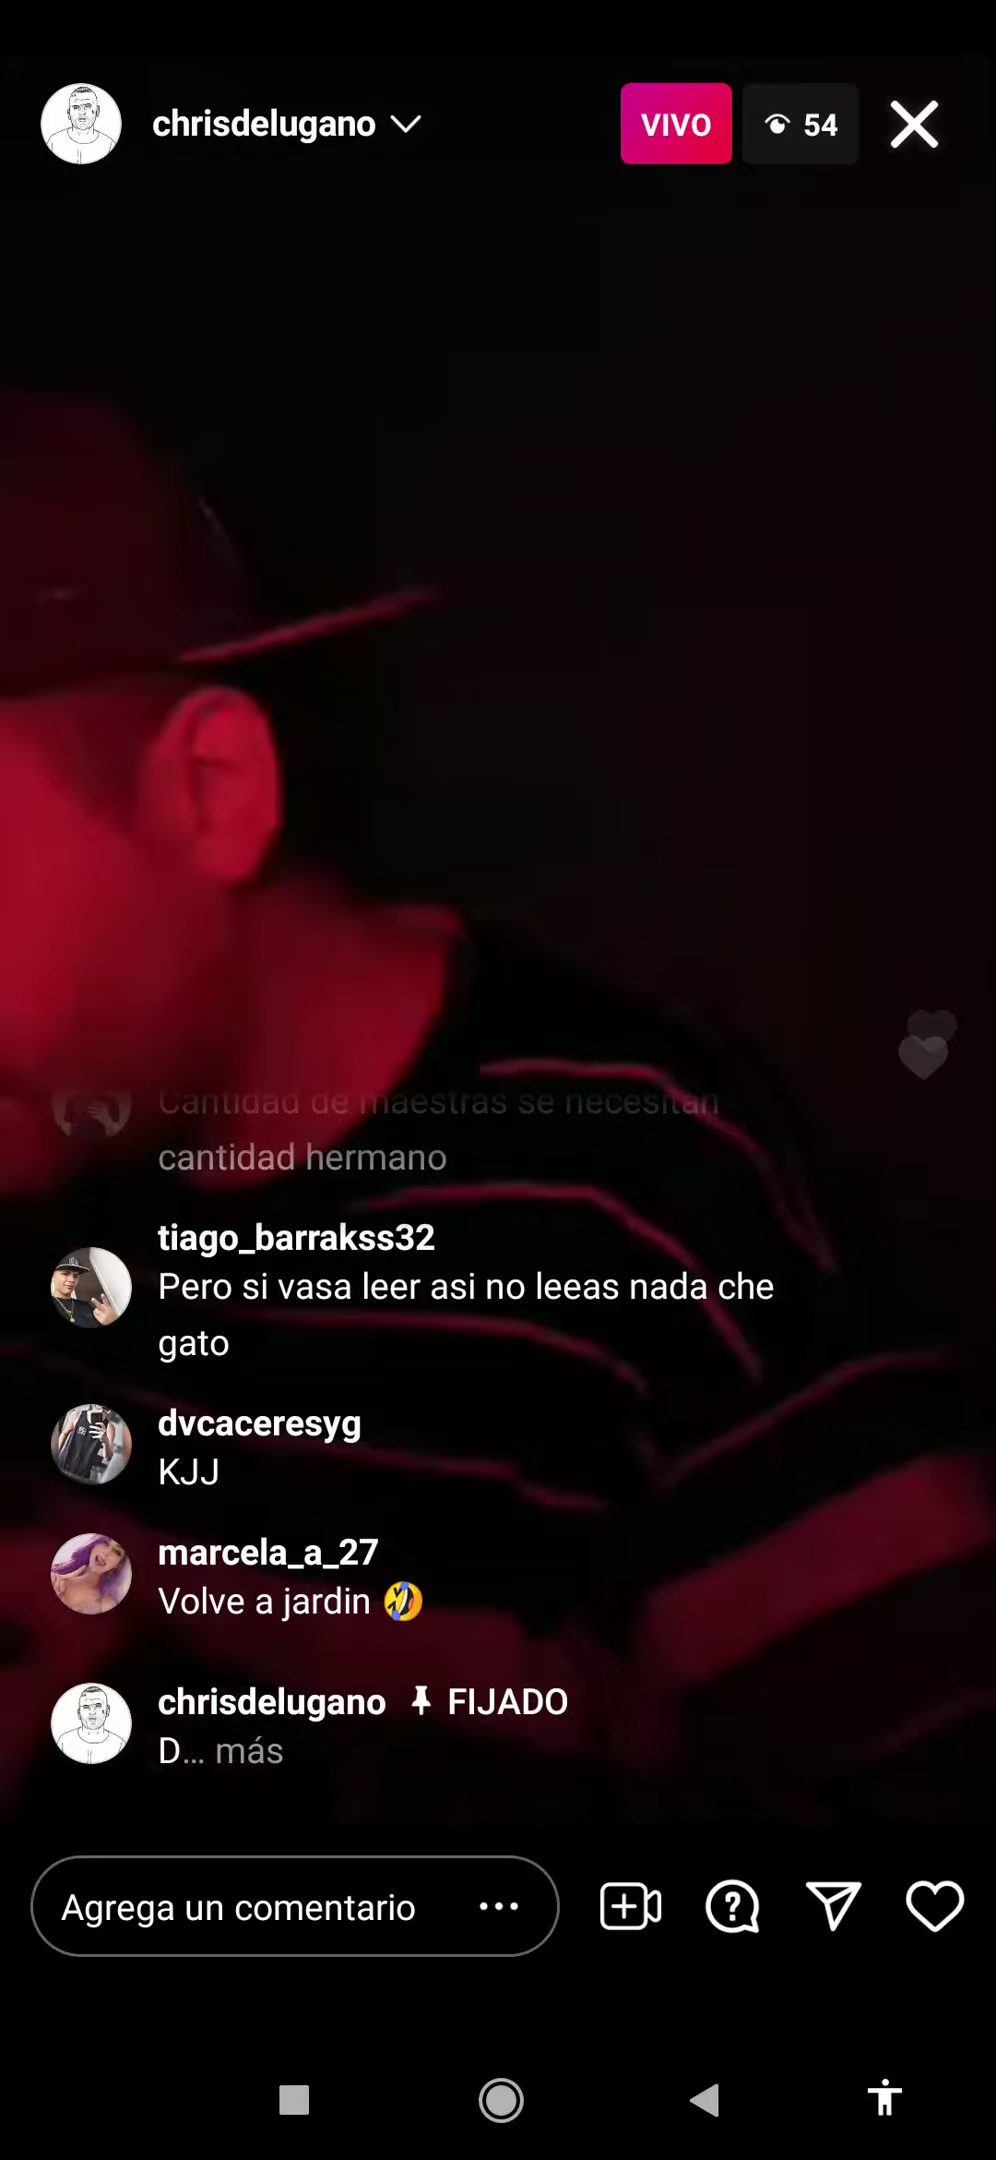 chrisdelugano
VIVO
54
Cantidad de maestras se necesitan
cantidad hermano
tiago_barrakss32
Pero si vasa leer asi no leeas nada che
gato
dvcaceresyg
KJJ
marcela_a_27
Volve a jardin 🤣
chrisdelugano FIJADO
D... más
Agrega un comentario